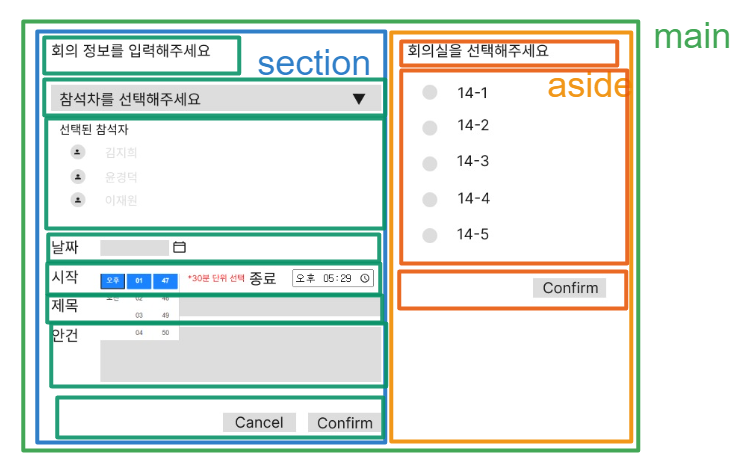 main
회의 정보를 입력해주세요
section
참석차를 선택해주세요 ▼
선택된 참석자
김지희
윤경덕
이재원
날짜
시작 오후 01 47 *30분 단위 선택 종료 오후 05:29
오전 02 48
제목
03 49
안건 04 50
Cancel Confirm
회의실을 선택해주세요
aside
14-1
14-2
14-3
14-4
14-5
Confirm